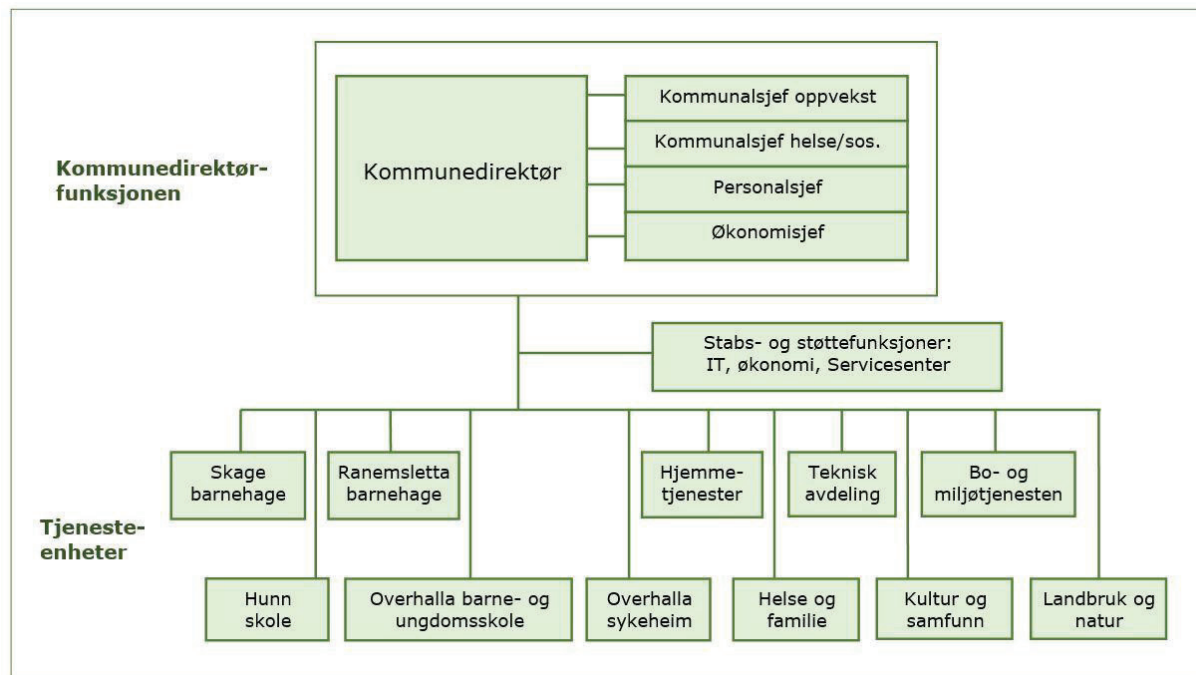 Kommunedirektør-
funksjonen
Kommunedirektør
Kommunalsjef oppvekst
Kommunalsjef helse/sos.
Personalsjef
Økonomisjef
Stabs- og støttefunksjoner:
IT, økonomi, Servicesenter
Tjeneste-
enheter
Skage
barnehage
Ranemsletta
barnehage
Hjemme-
tjenester
Teknisk
avdeling
Bo- og
miljøtjenesten
Hunn
skole
Overhalla barne- og
ungdomsskole
Overhalla
sykeheim
Helse og
familie
Kultur og
samfunn
Landbruk og
natur